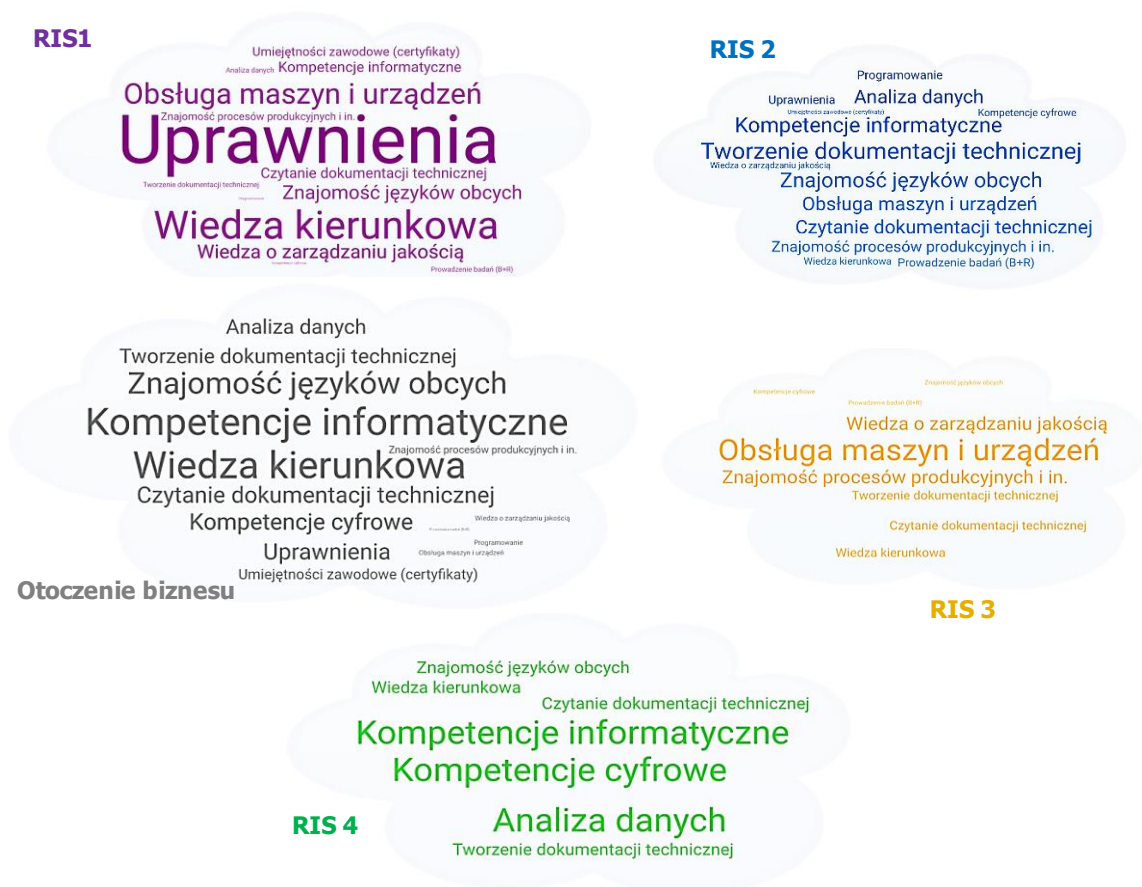 RIS1
Umiejętności zawodowe (certyfikaty)
Analiza danych Kompetencje informatyczne
Obsługa maszyn i urządzeń
Znajomość procesów produkcyjnych i in.
Uprawnienia
Czytanie dokumentacji technicznej
Tworzenie dokumentacji technicznej
Znajomość języków obcych
Wiedza kierunkowa
Wiedza o zarządzaniu jakością
Prowadzenie badań (B+R)
RIS 2
Programowanie
Uprawnienia Analiza danych
Umiejętności zawodowe (certyfikaty) Kompetencje cyfrowe
Kompetencje informatyczne
Tworzenie dokumentacji technicznej
Wiedza o zarządzaniu jakością
Znajomość języków obcych
Obsługa maszyn i urządzeń
Czytanie dokumentacji technicznej
Znajomość procesów produkcyjnych i in.
Wiedza kierunkowa Prowadzenie badań (B+R)
Analiza danych
Tworzenie dokumentacji technicznej
Znajomość języków obcych
Kompetencje informatyczne
Znajomość procesów produkcyjnych i in.
Wiedza kierunkowa
Czytanie dokumentacji technicznej
Kompetencje cyfrowe
Wiedza o zarządzaniu jakością
Programowanie
Uprawnienia
Obsługa maszyn i urządzeń
Umiejętności zawodowe (certyfikaty)
Otoczenie biznesu
Znajomość języków obcych
Kompetencje cyfrowe
Prowadzenie badań (B+R)
Wiedza o zarządzaniu jakością
Obsługa maszyn i urządzeń
Znajomość procesów produkcyjnych i in.
Tworzenie dokumentacji technicznej
Czytanie dokumentacji technicznej
Wiedza kierunkowa
RIS 3
Znajomość języków obcych
Wiedza kierunkowa
Czytanie dokumentacji technicznej
Kompetencje informatyczne
Kompetencje cyfrowe
Analiza danych
RIS 4
Tworzenie dokumentacji technicznej